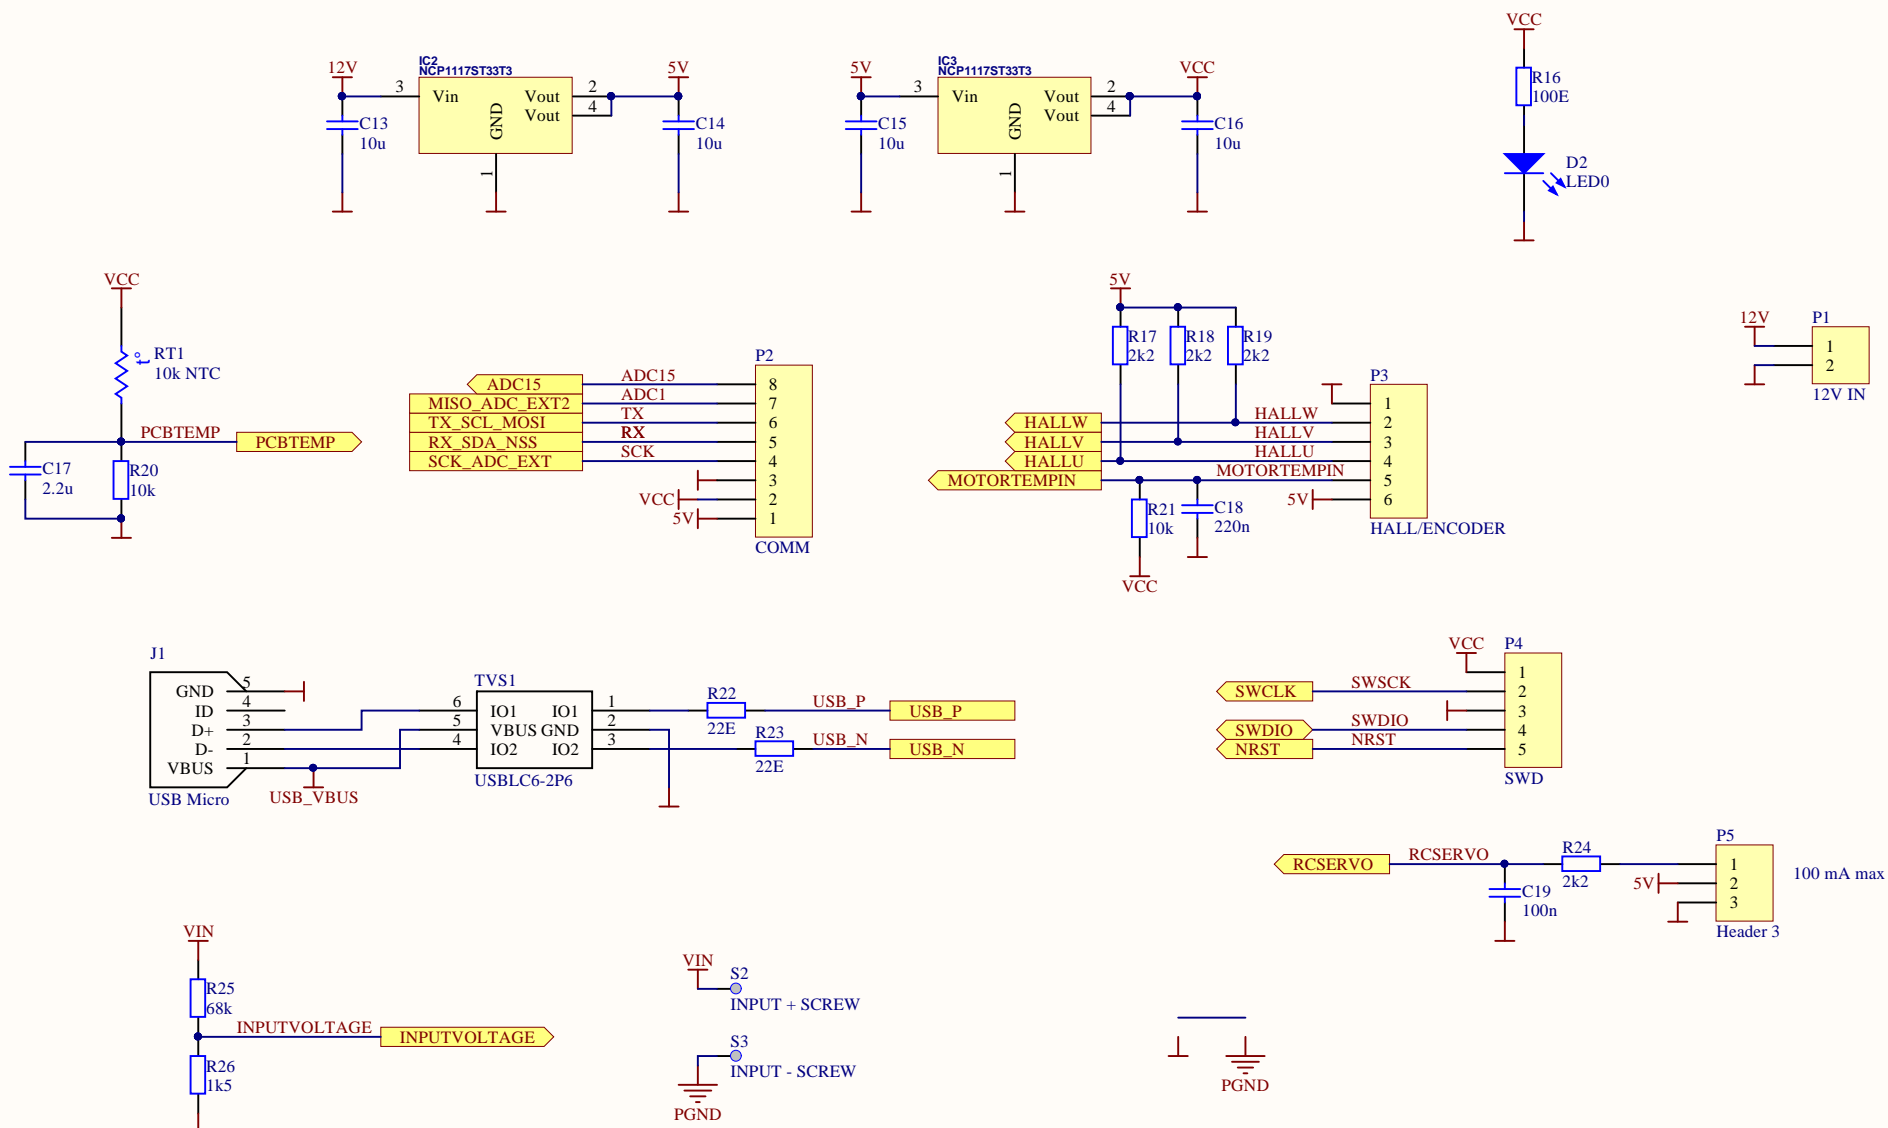 IC2
NCP1117ST33T3
12V
3
Vin
GND
Vout
Vout
2
4
1
5V
C13
10u
C14
10u
IC3
NCP1117ST33T3
5V
3
Vin
GND
Vout
Vout
2
4
1
VCC
C15
10u
C16
10u
VCC
R16
100E
D2
LED0
VCC
RT1
t°
10k NTC
PCBTEMP
PCBTEMP
C17
2.2u
R20
10k
P2
ADC15
ADC15
8
MISO_ADC_EXT2
ADC1
7
TX_SCL_MOSI
TX
6
RX_SDA_NSS
RX
5
SCK_ADC_EXT
SCK
4
3
VCC
2
5V
1
COMM
5V
R17
2k2
R18
2k2
R19
2k2
P3
1
HALLW
HALLW
2
HALLV
HALLV
3
HALLU
HALLU
4
MOTORTEMPIN
MOTORTEMPIN
5
5V
6
HALL/ENCODER
R21
10k
C18
220n
VCC
12V
P1
1
2
12V IN
J1
GND
5
ID
4
D+
3
D-
2
VBUS
1
USB Micro
USB_VBUS
TVS1
6
IO1
IO1
1
5
VBUS
GND
2
4
IO2
IO2
3
USBLC6-2P6
R22
22E
USB_P
USB_P
R23
22E
USB_N
USB_N
VCC
P4
1
SWCLK
SWSCK
2
3
SWDIO
SWDIO
4
NRST
NRST
5
SWD
RCSERVO
RCSERVO
C19
100n
R24
2k2
P5
1
5V
2
3
Header 3
100 mA max
VIN
R25
68k
INPUTVOLTAGE
INPUTVOLTAGE
R26
1k5
VIN
S2
INPUT + SCREW
S3
INPUT - SCREW
PGND
PGND